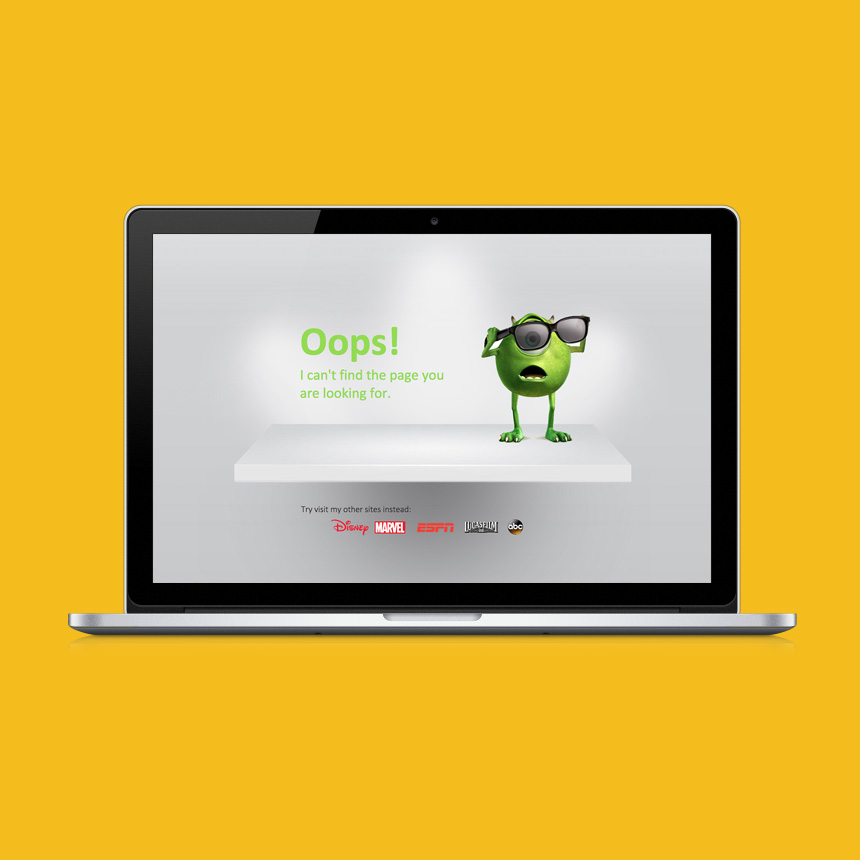 Oops!
I can't find the page you
are looking for.
Try visit my other sites instead:
Disney MARVEL ESPN LUCASFILM abc